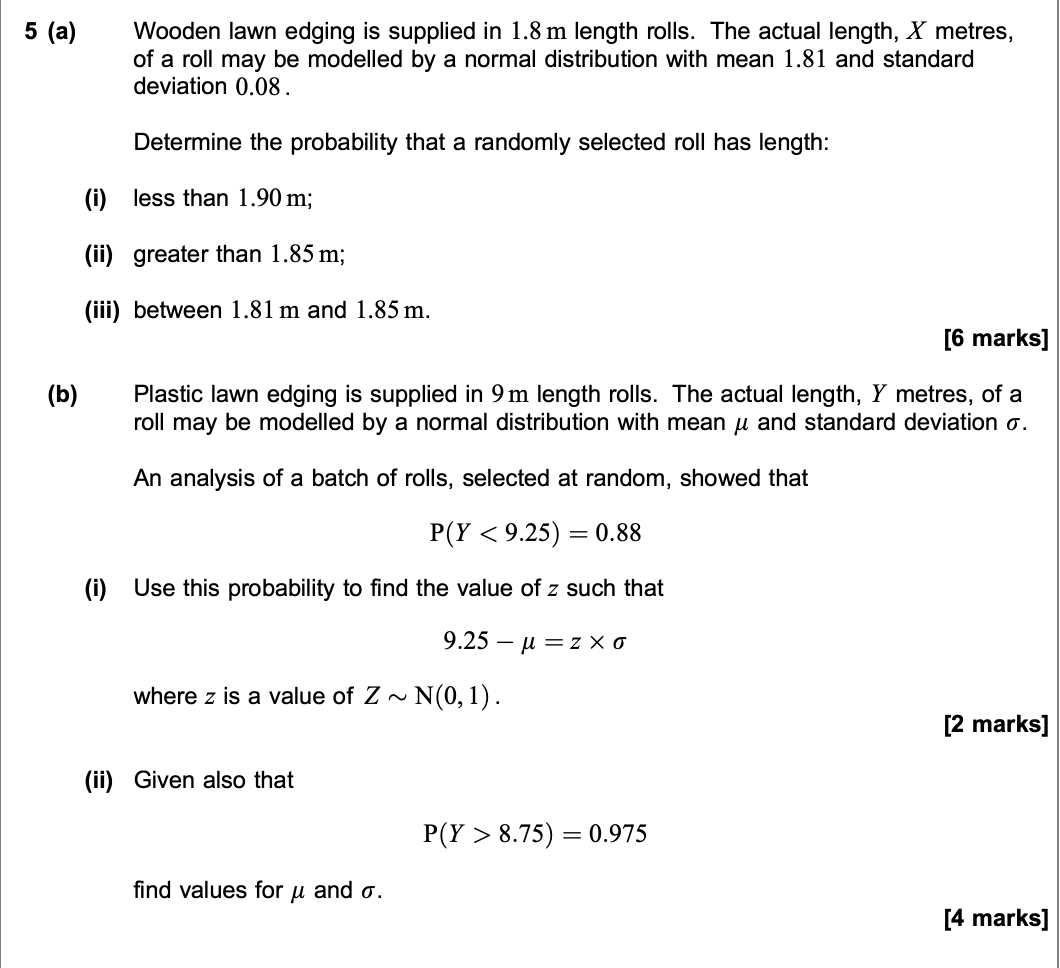 5 (a) Wooden lawn edging is supplied in 1.8 m length rolls. The actual length, X metres,
of a roll may be modelled by a normal distribution with mean 1.81 and standard
deviation 0.08.
Determine the probability that a randomly selected roll has length:
(i) less than 1.90 m;
(ii) greater than 1.85 m;
(iii) between 1.81 m and 1.85 m.
[6 marks]
(b) Plastic lawn edging is supplied in 9 m length rolls. The actual length, Y metres, of a
roll may be modelled by a normal distribution with mean μ and standard deviation σ.
An analysis of a batch of rolls, selected at random, showed that
P(Y < 9.25) = 0.88
(i) Use this probability to find the value of z such that
9.25 − μ = z × σ
where z is a value of Z ∼ N(0, 1).
[2 marks]
(ii) Given also that
P(Y > 8.75) = 0.975
find values for μ and σ.
[4 marks]